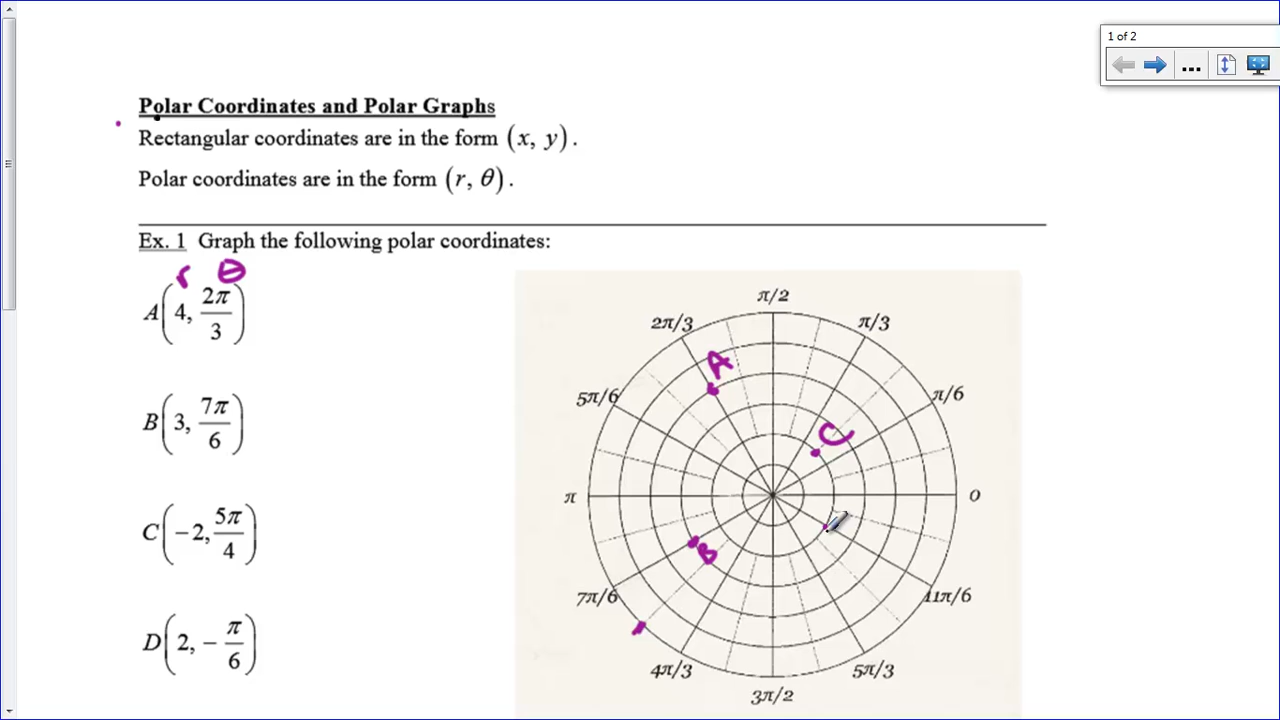 1 of 2
Polar Coordinates and Polar Graphs
Rectangular coordinates are in the form (x, y).
Polar coordinates are in the form (r, θ).
Ex. 1 Graph the following polar coordinates:
r θ
A(4, 2π/3)
B(3, 7π/6)
C(−2, 5π/4)
D(2, −π/6)
π/2
2π/3 π/3
A
5π/6 π/6
C
π 0
B
7π/6 11π/6
4π/3 5π/3
3π/2